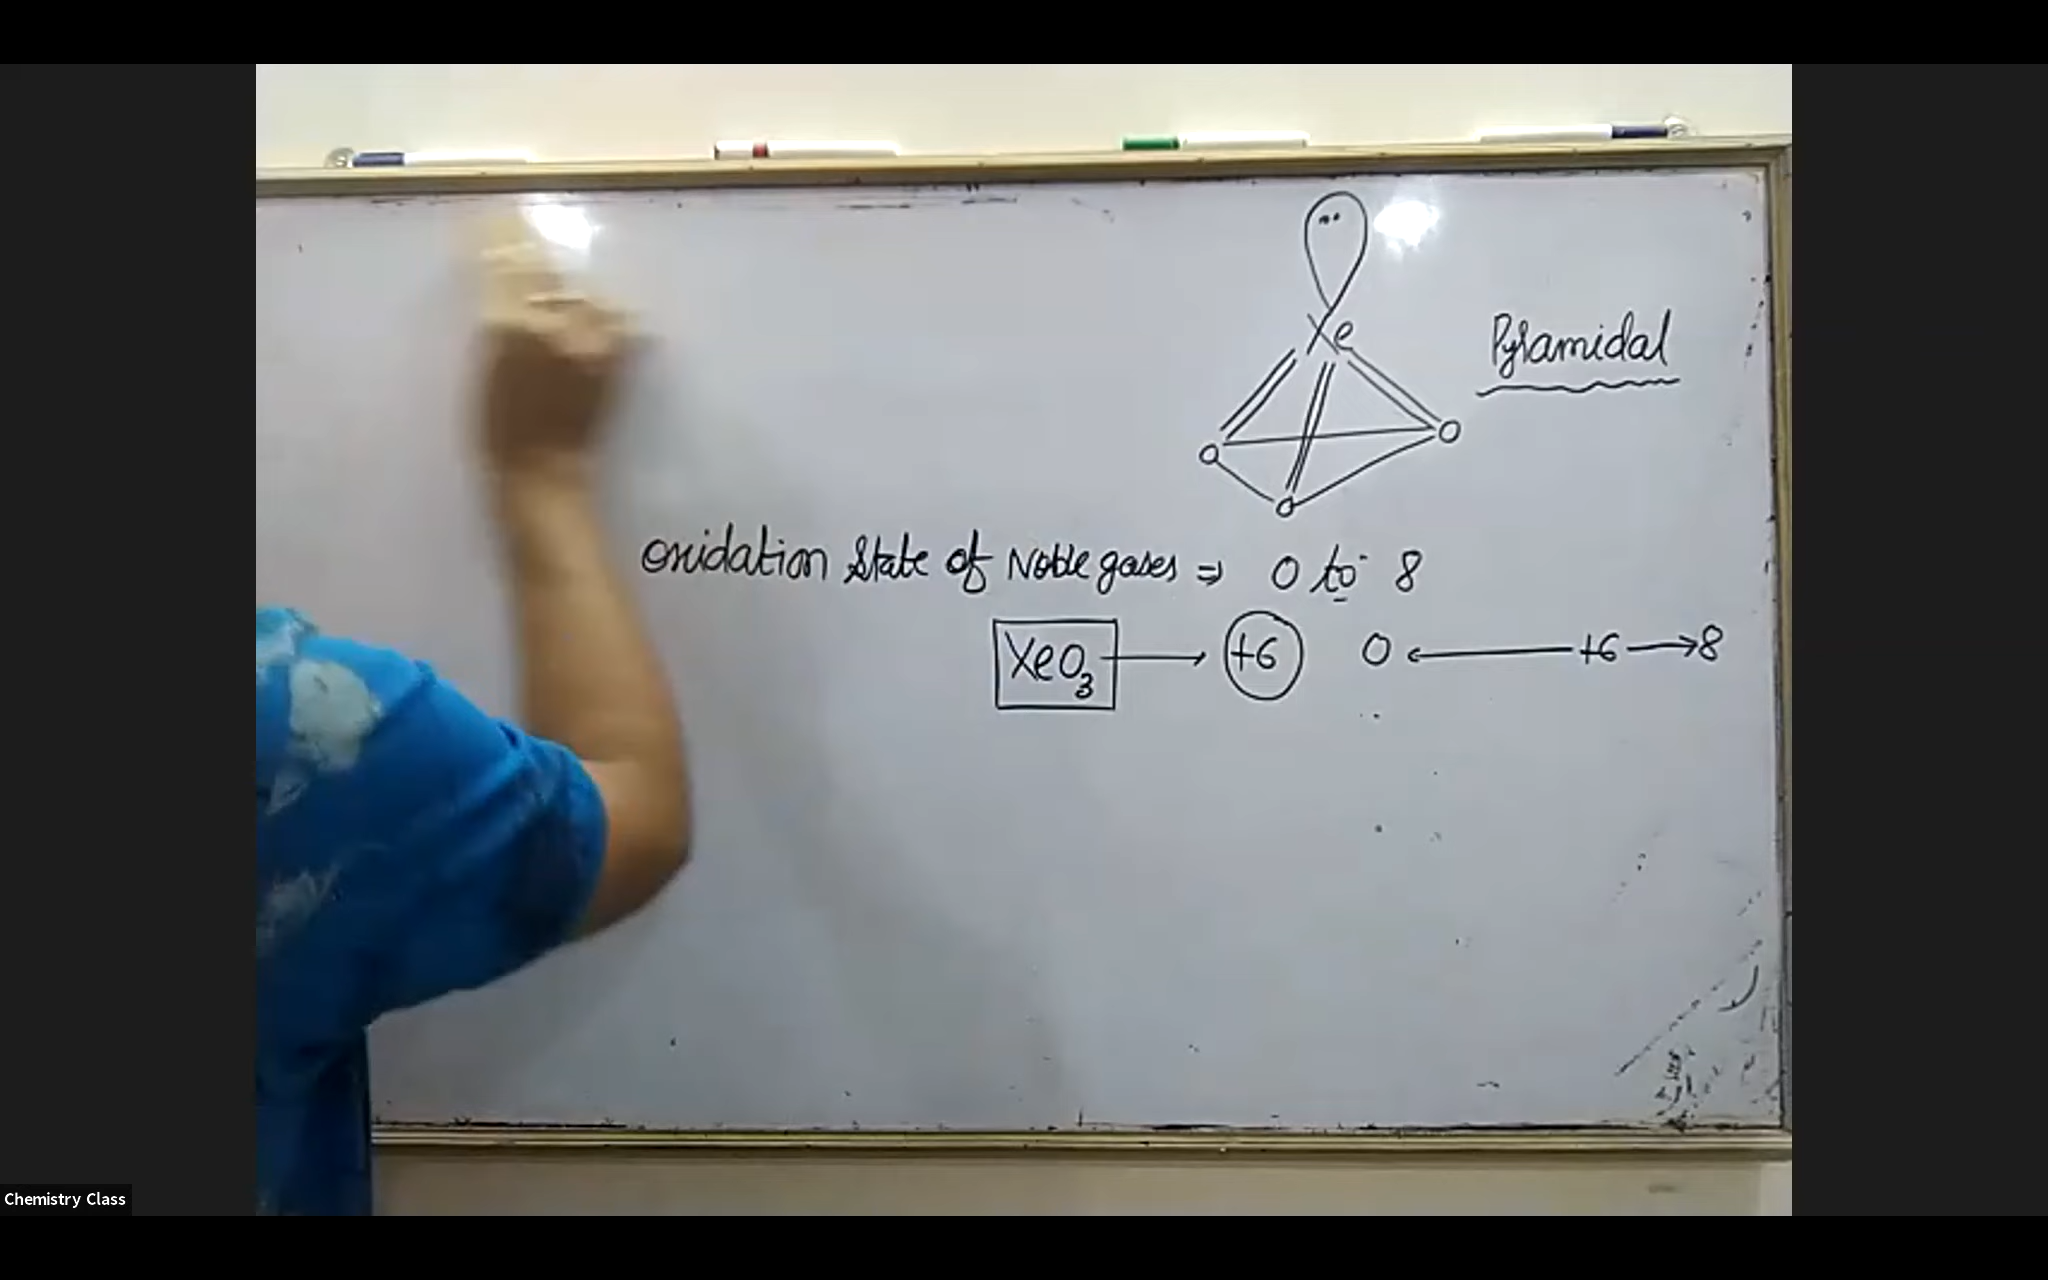 Xe
Pyramidal
O O
O
Oxidation State of Noble gases ⇒ 0 to 8
XeO₃ → +6 0 ← +6 → 8
Chemistry Class